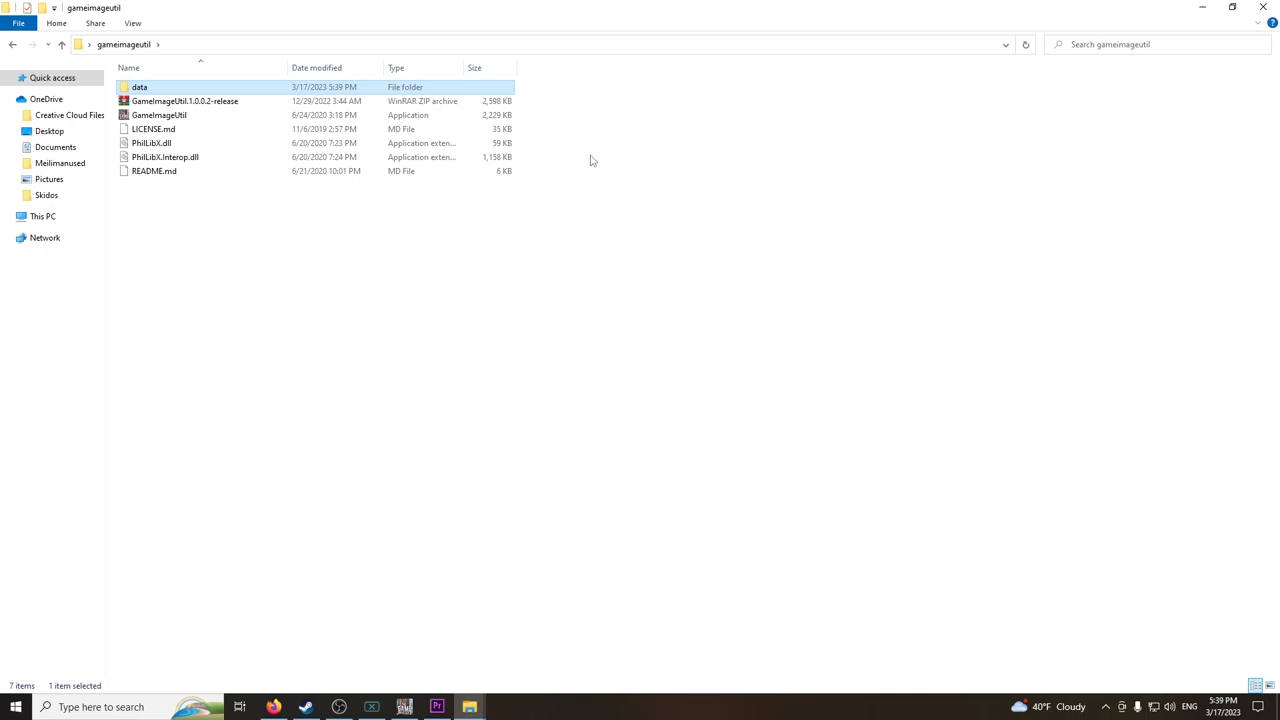 gameimageutil
File Home Share View
gameimageutil
Search gameimageutil
Name Date modified Type Size
Quick access
OneDrive
Creative Cloud Files
Desktop
Documents
Meilimanused
Pictures
Skidos
This PC
Network
data 3/17/2023 5:39 PM File folder
GameImageUtil.1.0.0.2-release 12/29/2022 3:44 AM WinRAR ZIP archive 2,598 KB
GameImageUtil 6/24/2020 3:18 PM Application 2,229 KB
LICENSE.md 11/6/2019 2:57 PM MD File 35 KB
PhilLibX.dll 6/20/2020 7:23 PM Application exten... 59 KB
PhilLibX.Interop.dll 6/20/2020 7:24 PM Application exten... 1,158 KB
README.md 6/21/2020 10:01 PM MD File 6 KB
7 items 1 item selected
Type here to search
Pr
40°F Cloudy
ENG
5:39 PM
3/17/2023